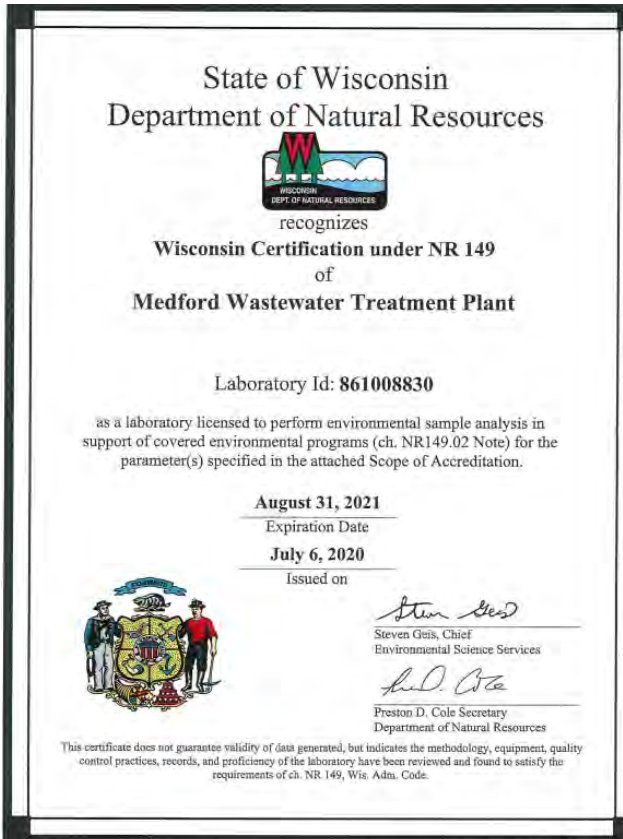 State of Wisconsin
Department of Natural Resources
W
WISCONSIN
DEPT. OF NATURAL RESOURCES
recognizes
Wisconsin Certification under NR 149
of
Medford Wastewater Treatment Plant
Laboratory Id: 861008830
as a laboratory licensed to perform environmental sample analysis in
support of covered environmental programs (ch. NR149.02 Note) for the
parameter(s) specified in the attached Scope of Accreditation.
August 31, 2021
Expiration Date
July 6, 2020
Issued on
FORWARD
Steven Geis
Steven Geis, Chief
Environmental Science Services
Preston D. Cole Secretary
Department of Natural Resources
This certificate does not guarantee validity of data generated, but indicates the methodology, equipment, quality
control practices, records, and proficiency of the laboratory have been reviewed and found to satisfy the
requirements of ch. NR 149, Wis. Adm. Code.